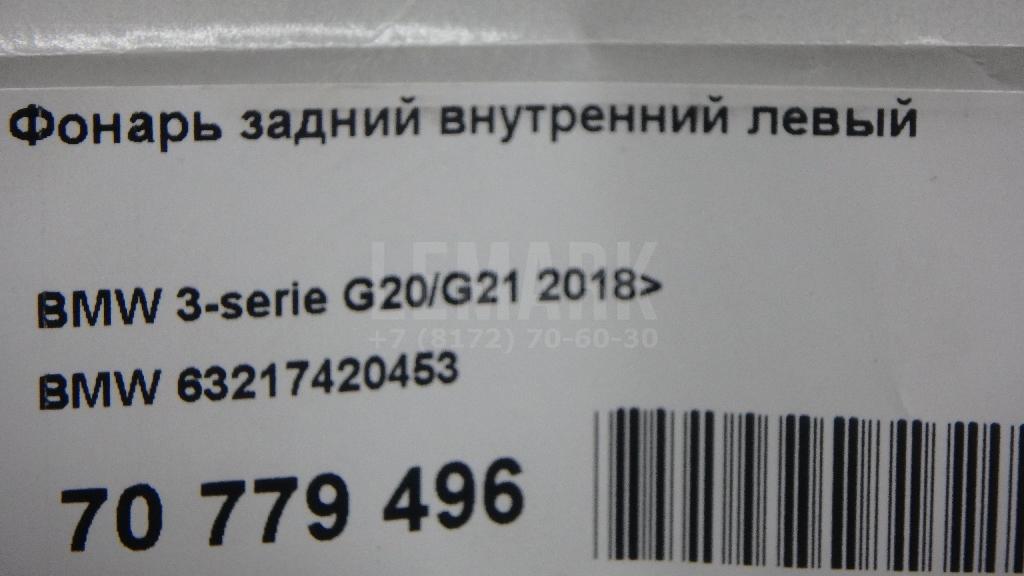 Фонарь задний внутренний левый
LEMARK
BMW 3-serie G20/G21 2018>
+7 (8172) 70-60-30
BMW 63217420453
70 779 496